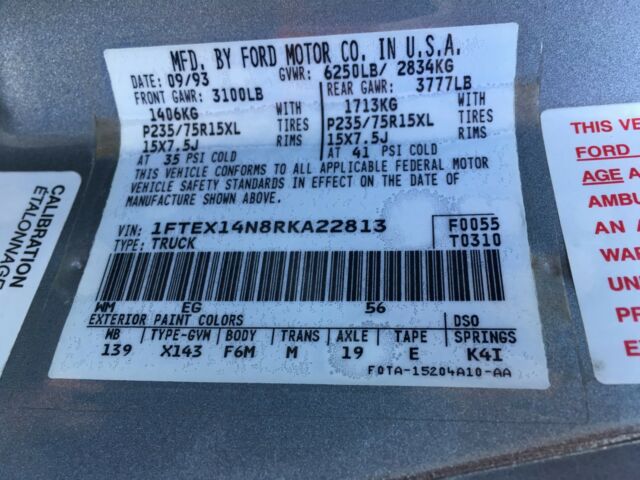 MFD. BY FORD MOTOR CO. IN U.S.A.
DATE: 09/93 GVWR: 6250LB/ 2834KG
FRONT GAWR: 3100LB REAR GAWR: 3777LB
1406KG WITH 1713KG WITH
P235/75R15XL TIRES P235/75R15XL TIRES
15X7.5J RIMS 15X7.5J RIMS
AT 35 PSI COLD AT 41 PSI COLD
THIS VEHICLE CONFORMS TO ALL APPLICABLE FEDERAL MOTOR
VEHICLE SAFETY STANDARDS IN EFFECT ON THE DATE OF
MANUFACTURE SHOWN ABOVE.
VIN: 1FTEX14N8RKA22813 F0055
TYPE: TRUCK T0310
WM EG 56
EXTERIOR PAINT COLORS DSO
WB TYPE-GVW BODY TRANS AXLE TAPE SPRINGS
139 X143 F6M M 19 E K4I
F0TA-15204A10-AA
CALIBRATION
ÉTALONNAGE
THIS VE
FORD
AGE A
AMBU
AN A
WAR
UN
PR
E